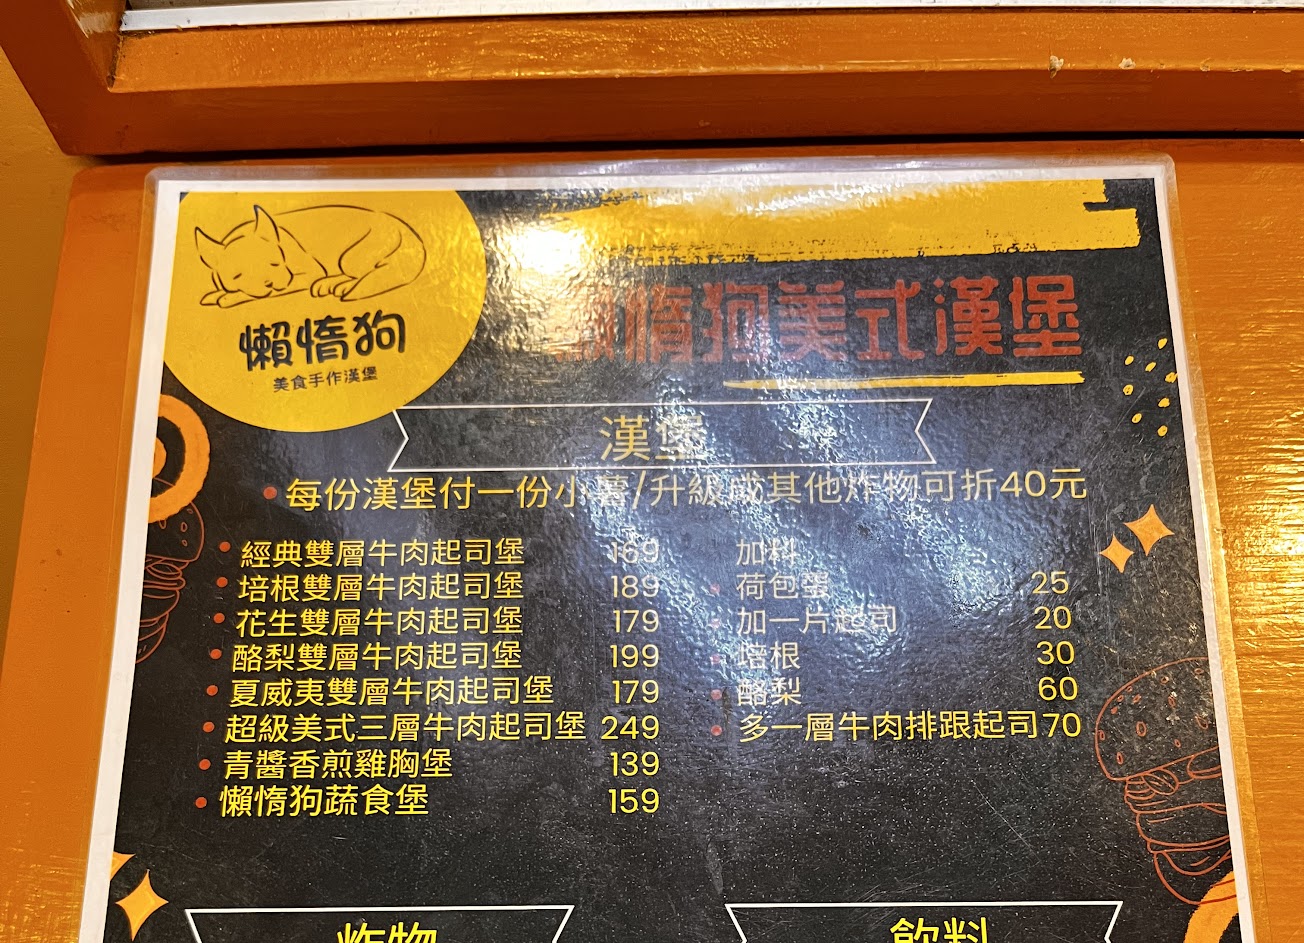 懶惰狗
美食手作漢堡
惰狗美式漢堡
漢堡
每份漢堡付一份小薯/升級成其他炸物可折40元
經典雙層牛肉起司堡 169
培根雙層牛肉起司堡 189
花生雙層牛肉起司堡 179
酪梨雙層牛肉起司堡 199
夏威夷雙層牛肉起司堡 179
超級美式三層牛肉起司堡 249
青醬香煎雞胸堡 139
懶惰狗蔬食堡 159
加料
荷包蛋 25
加一片起司 20
培根 30
酪梨 60
多一層牛肉排跟起司 70
炸物
飲料